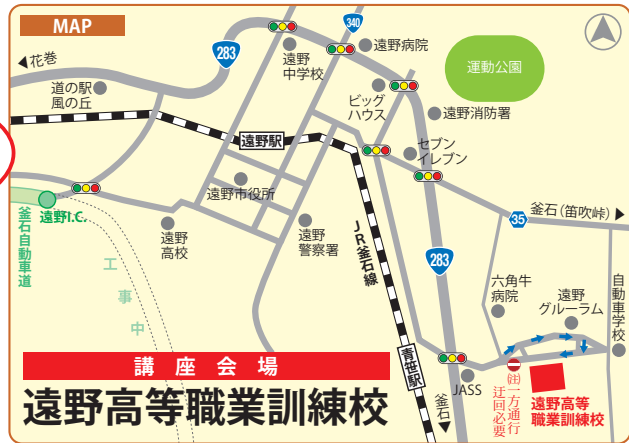 MAP
340
283
花巻
遠野
中学校
遠野病院
運動公園
道の駅
風の丘
ビッグ
ハウス
遠野消防署
遠野駅
セブン
イレブン
遠野市役所
遠野I.C.
釜石自動車道
遠野
高校
遠野
警察署
JR釜石線
35
釜石(笛吹峠)
283
工事中
六角牛
病院
遠野
グルーラム
自動車学校
青笹駅
JASS
釜石
㊟一方通行
迂回必要
遠野高等
職業訓練校
講座会場
遠野高等職業訓練校